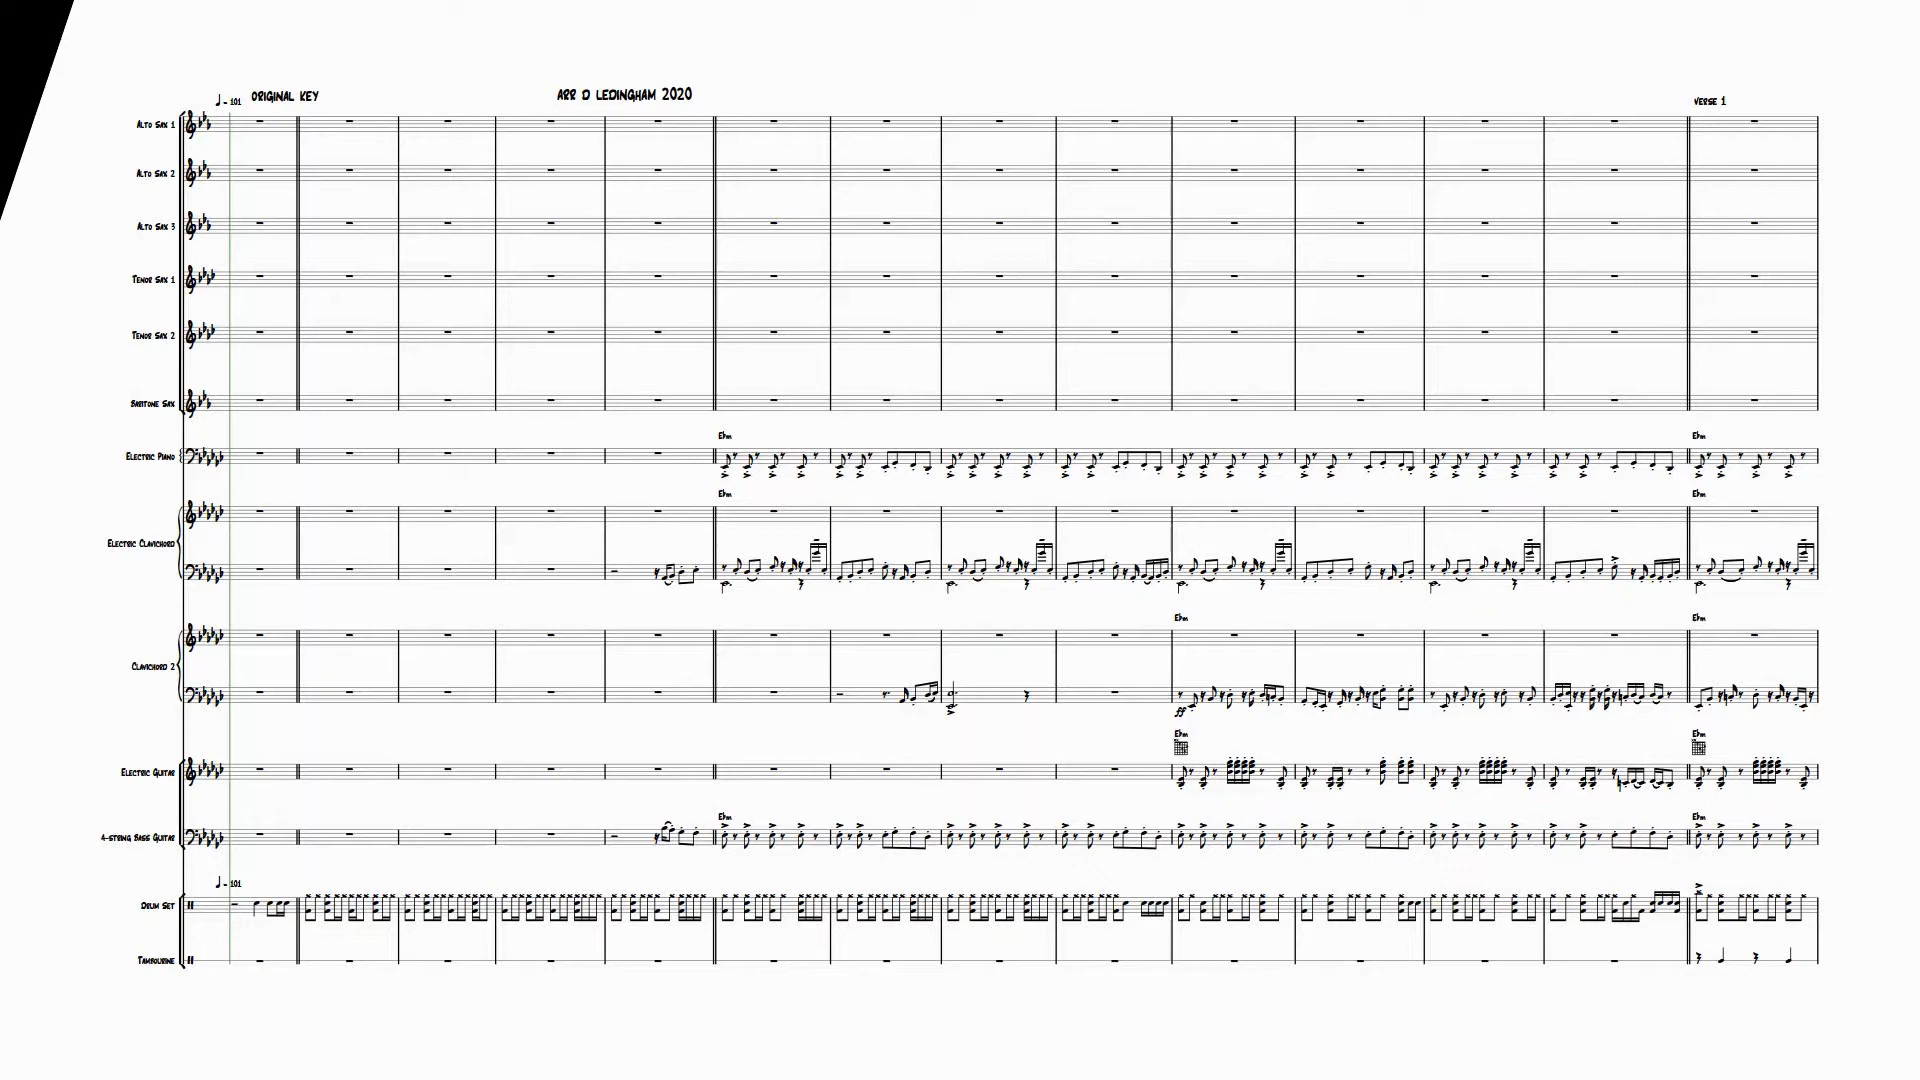 ♩=101 ORIGINAL KEY ARR D LEDINGHAM 2020 VERSE 1
ALTO SAX 1
ALTO SAX 2
ALTO SAX 3
TENOR SAX 1
TENOR SAX 2
BARITONE SAX
E♭m E♭m
ELECTRIC PIANO
E♭m E♭m
ELECTRIC CLAVICHORD
E♭m E♭m
CLAVICHORD 2
ff
E♭m E♭m
ELECTRIC GUITAR
E♭m E♭m
4-STRING BASS GUITAR
♩=101
DRUM SET
TAMBOURINE